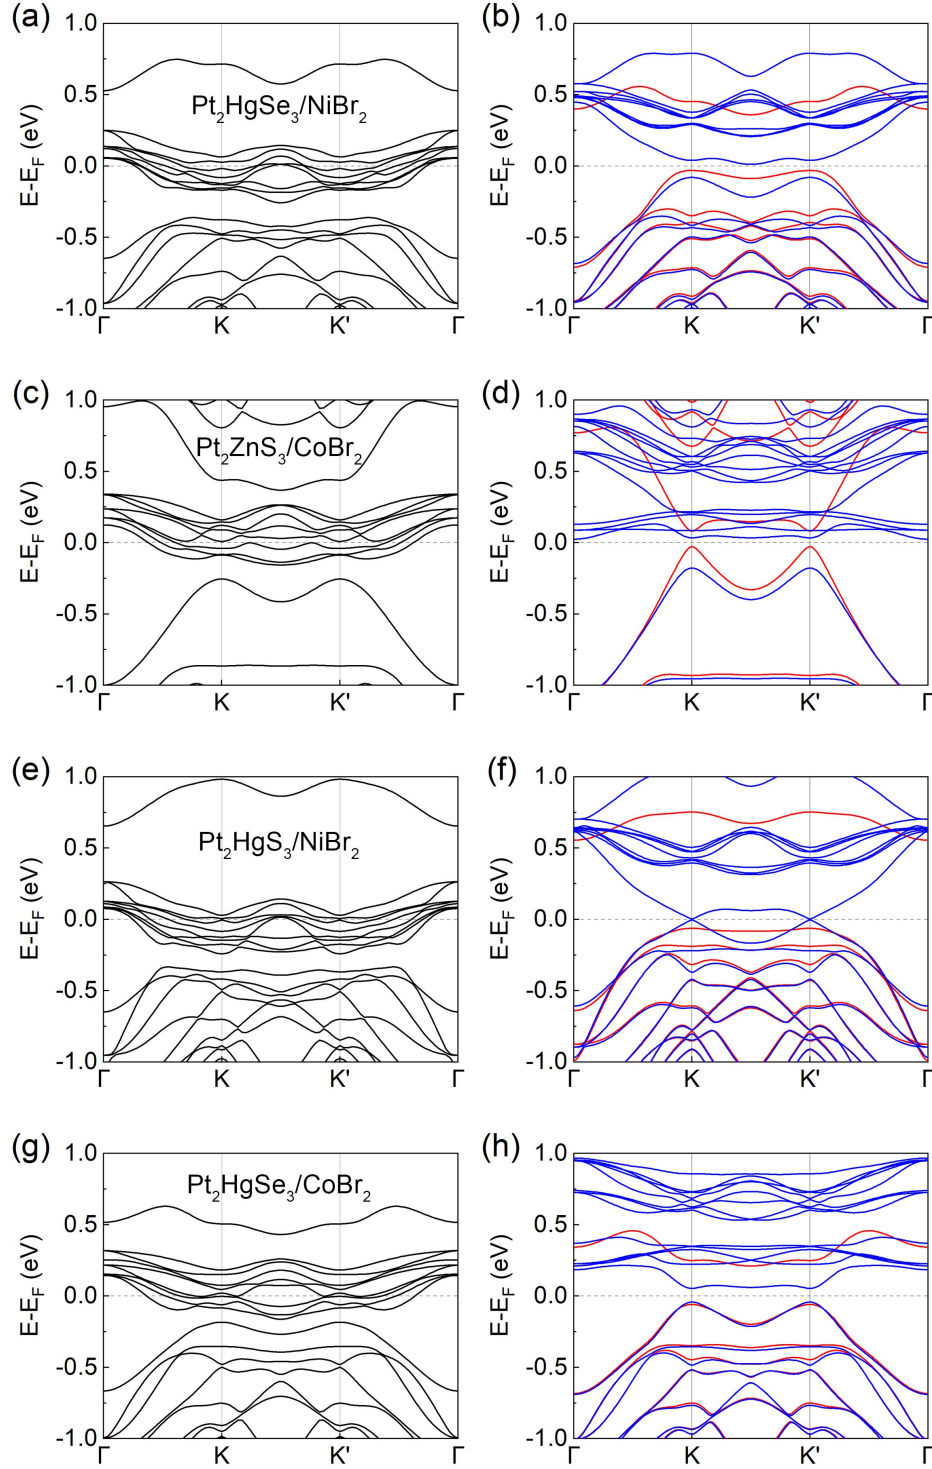 (a)
(b)
1.0
0.5
0.0
-0.5
-1.0
E-E_F (eV)
Pt₂HgSe₃/NiBr₂
Γ K K' Γ
1.0
0.5
0.0
-0.5
-1.0
E-E_F (eV)
Γ K K' Γ
(c)
(d)
1.0
0.5
0.0
-0.5
-1.0
E-E_F (eV)
Pt₂ZnS₃/CoBr₂
Γ K K' Γ
1.0
0.5
0.0
-0.5
-1.0
E-E_F (eV)
Γ K K' Γ
(e)
(f)
1.0
0.5
0.0
-0.5
-1.0
E-E_F (eV)
Pt₂HgS₃/NiBr₂
Γ K K' Γ
1.0
0.5
0.0
-0.5
-1.0
E-E_F (eV)
Γ K K' Γ
(g)
(h)
1.0
0.5
0.0
-0.5
-1.0
E-E_F (eV)
Pt₂HgSe₃/CoBr₂
Γ K K' Γ
1.0
0.5
0.0
-0.5
-1.0
E-E_F (eV)
Γ K K' Γ